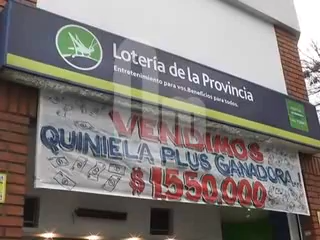 Lotería de la Provincia
Entretenimiento para vos. Beneficios para todos.
VENDIMOS
QUINIELA PLUS GANADORA...
$1.550.000